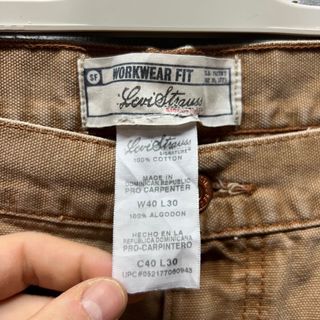 SF
WORKWEAR FIT
Levi Strauss
Levi Strauss
SIGNATURE
100% COTTON
MADE IN
DOMINICAN REPUBLIC
PRO CARPENTER
W40 L30
100% ALGODON
HECHO EN LA
REPUBLICA DOMINICANA
PRO-CARPINTERO
C40 L30
UPC#052177060943